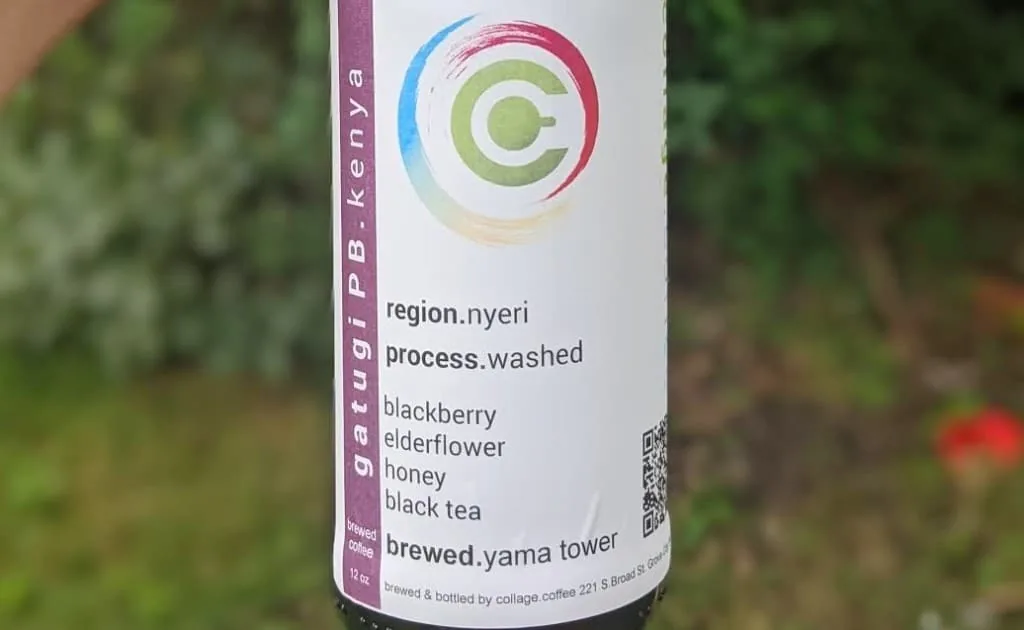 gatugi PB.kenya
brewed
coffee
12 oz
region.nyeri
process.washed
blackberry
elderflower
honey
black tea
brewed.yama tower
brewed & bottled by collage.coffee 221 S.Broad St. Grove